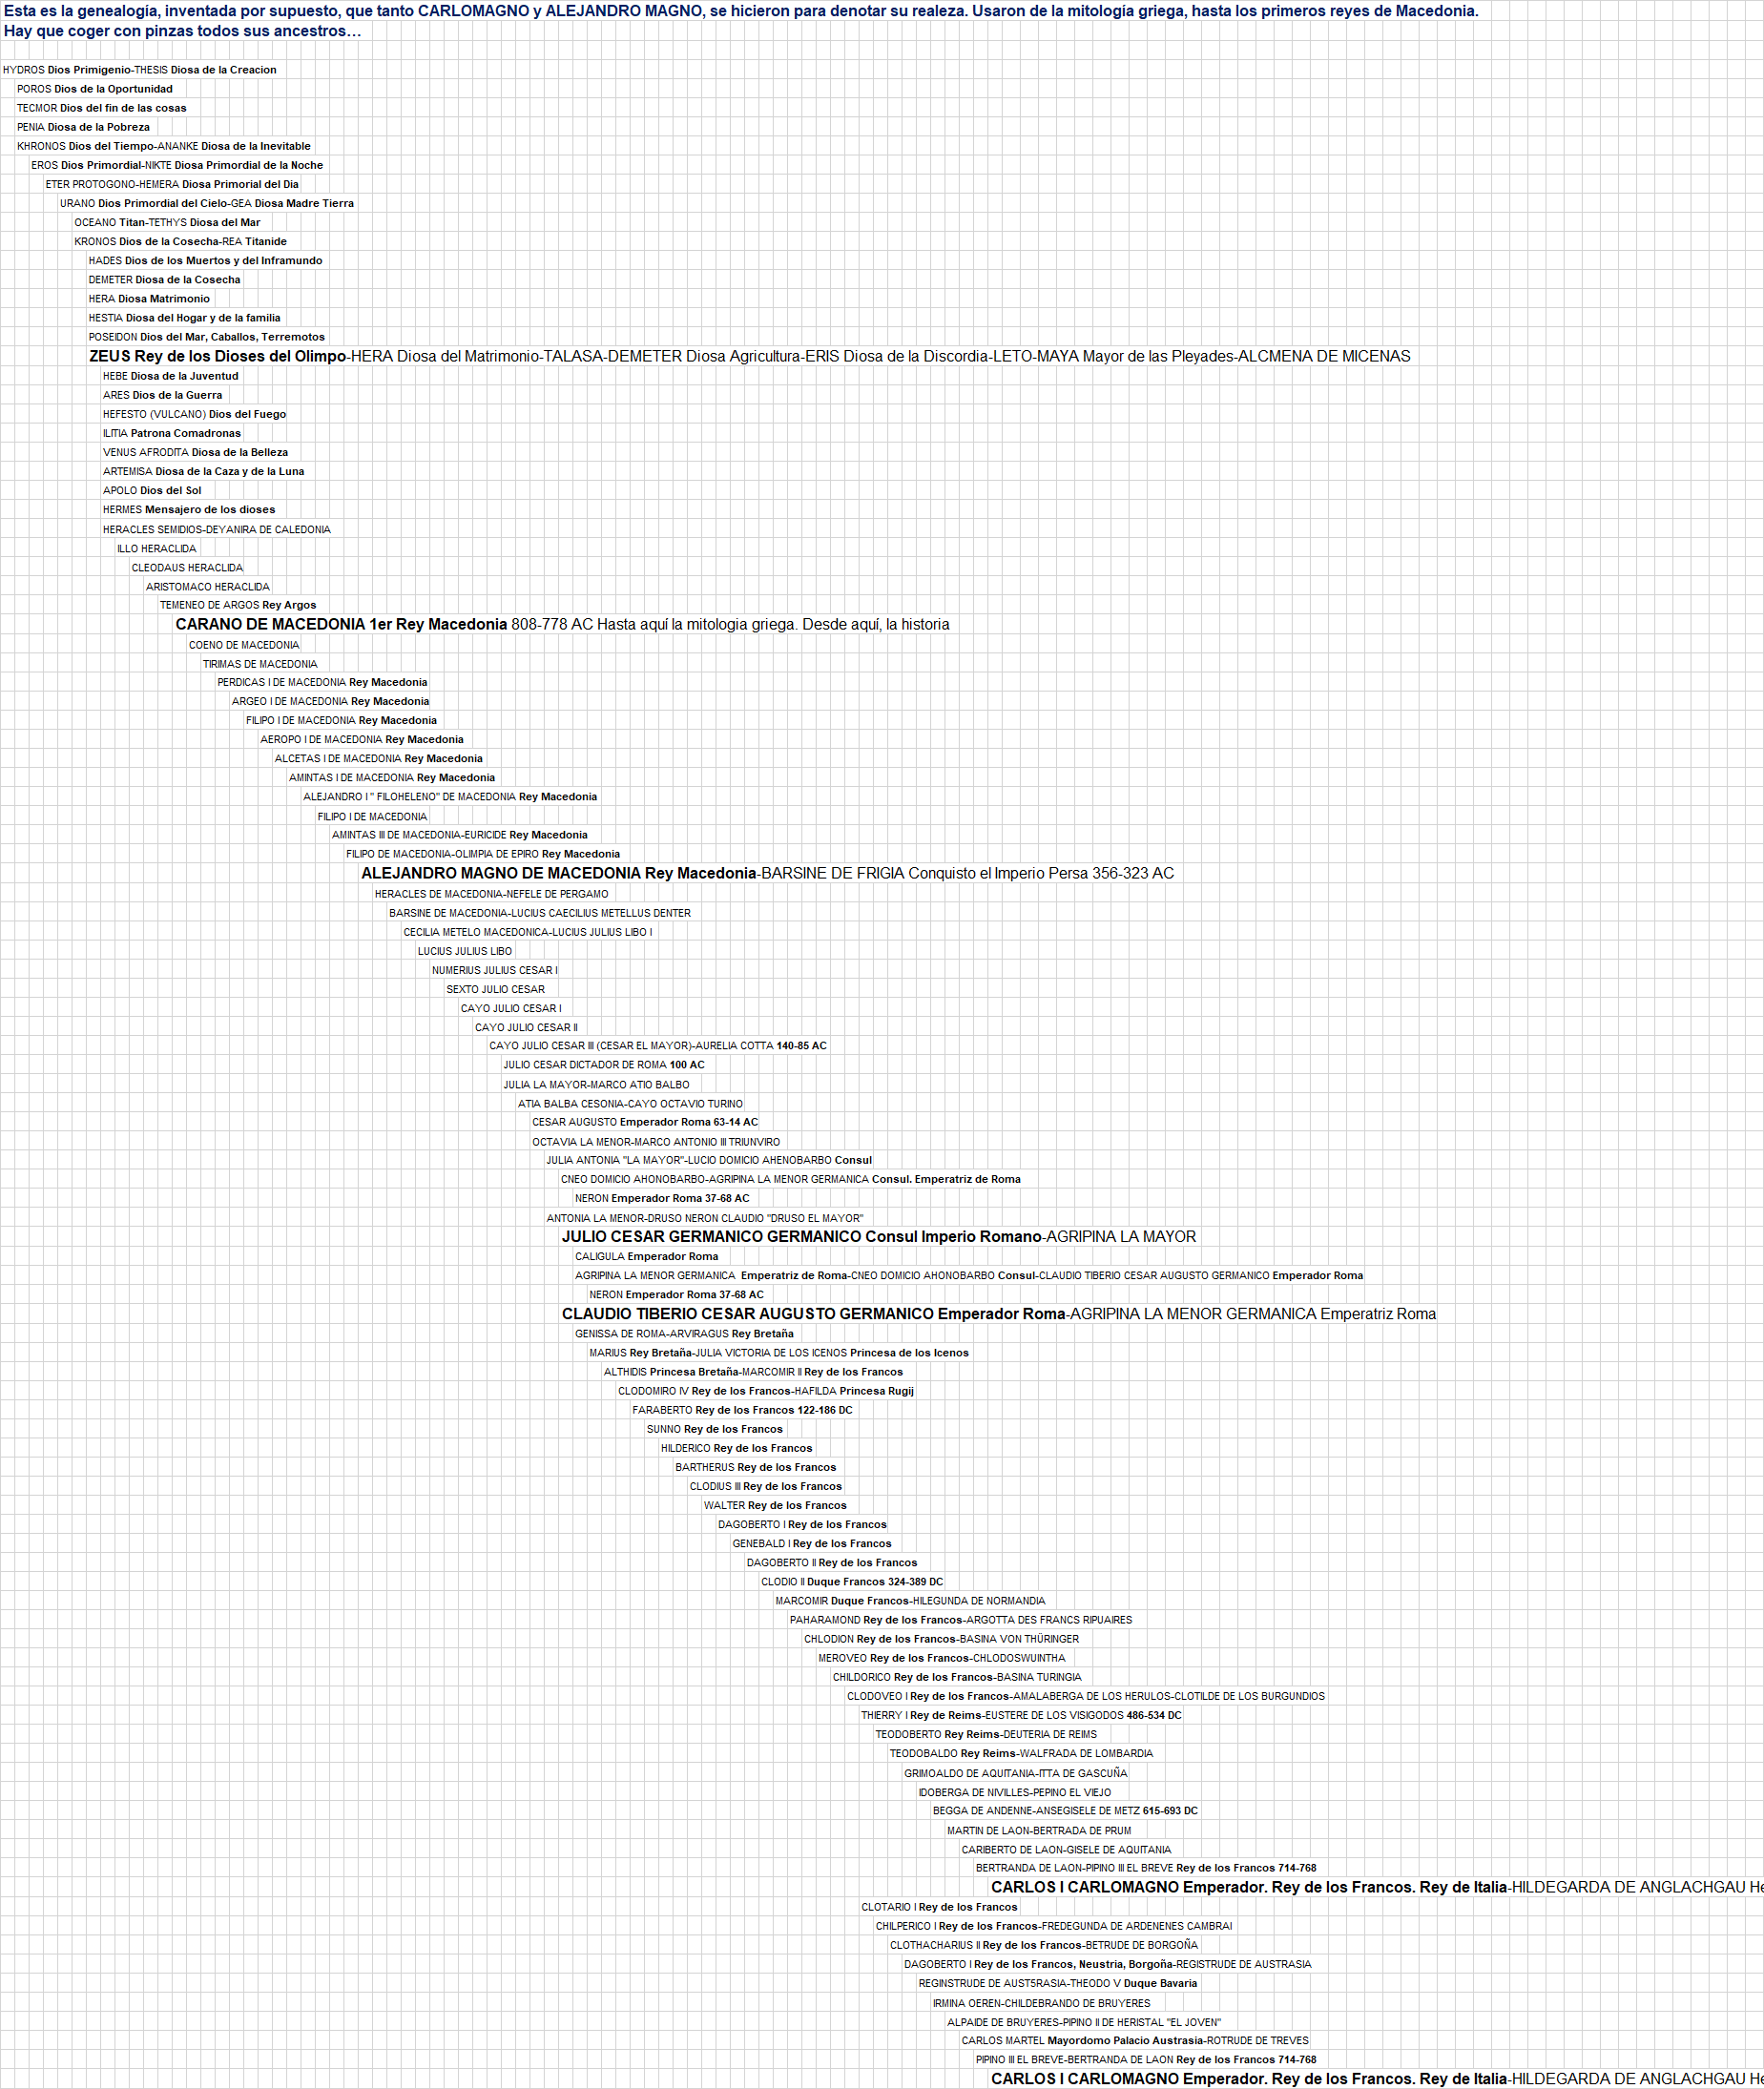 Esta es la genealogía, inventada por supuesto, que tanto CARLOMAGNO y ALEJANDRO MAGNO, se hicieron para denotar su realeza. Usaron de la mitología griega, hasta los primeros reyes de Macedonia.
Hay que coger con pinzas todos sus ancestros…
HYDROS Dios Primigenio-THESIS Diosa de la Creacion
POROS Dios de la Oportunidad
TECMOR Dios del fin de las cosas
PENIA Diosa de la Pobreza
KHRONOS Dios del Tiempo-ANANKE Diosa de la Inevitable
EROS Dios Primordial-NIKTE Diosa Primordial de la Noche
ETER PROTOGONO-HEMERA Diosa Primorial del Dia
URANO Dios Primordial del Cielo-GEA Diosa Madre Tierra
OCEANO Titan-TETHYS Diosa del Mar
KRONOS Dios de la Cosecha-REA Titanide
HADES Dios de los Muertos y del Inframundo
DEMETER Diosa de la Cosecha
HERA Diosa Matrimonio
HESTIA Diosa del Hogar y de la familia
POSEIDON Dios del Mar, Caballos, Terremotos
ZEUS Rey de los Dioses del Olimpo-HERA Diosa del Matrimonio-TALASA-DEMETER Diosa Agricultura-ERIS Diosa de la Discordia-LETO-MAYA Mayor de las Pleyades-ALCMENA DE MICENAS
HEBE Diosa de la Juventud
ARES Dios de la Guerra
HEFESTO (VULCANO) Dios del Fuego
ILITIA Patrona Comadronas
VENUS AFRODITA Diosa de la Belleza
ARTEMISA Diosa de la Caza y de la Luna
APOLO Dios del Sol
HERMES Mensajero de los dioses
HERACLES SEMIDIOS-DEYANIRA DE CALEDONIA
ILLO HERACLIDA
CLEODAUS HERACLIDA
ARISTOMACO HERACLIDA
TEMENEO DE ARGOS Rey Argos
CARANO DE MACEDONIA 1er Rey Macedonia 808-778 AC Hasta aquí la mitologia griega. Desde aquí, la historia
COENO DE MACEDONIA
TIRIMAS DE MACEDONIA
PERDICAS I DE MACEDONIA Rey Macedonia
ARGEO I DE MACEDONIA Rey Macedonia
FILIPO I DE MACEDONIA Rey Macedonia
AEROPO I DE MACEDONIA Rey Macedonia
ALCETAS I DE MACEDONIA Rey Macedonia
AMINTAS I DE MACEDONIA Rey Macedonia
ALEJANDRO I " FILOHELENO" DE MACEDONIA Rey Macedonia
FILIPO I DE MACEDONIA
AMINTAS III DE MACEDONIA-EURICIDE Rey Macedonia
FILIPO DE MACEDONIA-OLIMPIA DE EPIRO Rey Macedonia
ALEJANDRO MAGNO DE MACEDONIA Rey Macedonia-BARSINE DE FRIGIA Conquisto el Imperio Persa 356-323 AC
HERACLES DE MACEDONIA-NEFELE DE PERGAMO
BARSINE DE MACEDONIA-LUCIUS CAECILIUS METELLUS DENTER
CECILIA METELO MACEDONICA-LUCIUS JULIUS LIBO I
LUCIUS JULIUS LIBO
NUMERIUS JULIUS CESAR I
SEXTO JULIO CESAR
CAYO JULIO CESAR I
CAYO JULIO CESAR II
CAYO JULIO CESAR III (CESAR EL MAYOR)-AURELIA COTTA 140-85 AC
JULIO CESAR DICTADOR DE ROMA 100 AC
JULIA LA MAYOR-MARCO ATIO BALBO
ATIA BALBA CESONIA-CAYO OCTAVIO TURINO
CESAR AUGUSTO Emperador Roma 63-14 AC
OCTAVIA LA MENOR-MARCO ANTONIO III TRIUNVIRO
JULIA ANTONIA "LA MAYOR"-LUCIO DOMICIO AHENOBARBO Consul
CNEO DOMICIO AHONOBARBO-AGRIPINA LA MENOR GERMANICA Consul. Emperatriz de Roma
NERON Emperador Roma 37-68 AC
ANTONIA LA MENOR-DRUSO NERON CLAUDIO "DRUSO EL MAYOR"
JULIO CESAR GERMANICO GERMANICO Consul Imperio Romano-AGRIPINA LA MAYOR
CALIGULA Emperador Roma
AGRIPINA LA MENOR GERMANICA Emperatriz de Roma-CNEO DOMICIO AHONOBARBO Consul-CLAUDIO TIBERIO CESAR AUGUSTO GERMANICO Emperador Roma
NERON Emperador Roma 37-68 AC
CLAUDIO TIBERIO CESAR AUGUSTO GERMANICO Emperador Roma-AGRIPINA LA MENOR GERMANICA Emperatriz Roma
GENISSA DE ROMA-ARVIRAGUS Rey Bretaña
MARIUS Rey Bretaña-JULIA VICTORIA DE LOS ICENOS Princesa de los Icenos
ALTHIDIS Princesa Bretaña-MARCOMIR II Rey de los Francos
CLODOMIRO IV Rey de los Francos-HAFILDA Princesa Rugij
FARABERTO Rey de los Francos 122-186 DC
SUNNO Rey de los Francos
HILDERICO Rey de los Francos
BARTHERUS Rey de los Francos
CLODIUS III Rey de los Francos
WALTER Rey de los Francos
DAGOBERTO I Rey de los Francos
GENEBALD I Rey de los Francos
DAGOBERTO II Rey de los Francos
CLODIO II Duque Francos 324-389 DC
MARCOMIR Duque Francos-HILEGUNDA DE NORMANDIA
PAHARAMOND Rey de los Francos-ARGOTTA DES FRANCS RIPUAIRES
CHLODION Rey de los Francos-BASINA VON THÜRINGER
MEROVEO Rey de los Francos-CHLODOSWUINTHA
CHILDORICO Rey de los Francos-BASINA TURINGIA
CLODOVEO I Rey de los Francos-AMALABERGA DE LOS HERULOS-CLOTILDE DE LOS BURGUNDIOS
THIERRY I Rey de Reims-EUSTERE DE LOS VISIGODOS 486-534 DC
TEODOBERTO Rey Reims-DEUTERIA DE REIMS
TEODOBALDO Rey Reims-WALFRADA DE LOMBARDIA
GRIMOALDO DE AQUITANIA-ITTA DE GASCUÑA
IDOBERGA DE NIVILLES-PEPINO EL VIEJO
BEGGA DE ANDENNE-ANSEGISELE DE METZ 615-693 DC
MARTIN DE LAON-BERTRADA DE PRUM
CARIBERTO DE LAON-GISELE DE AQUITANIA
BERTRANDA DE LAON-PIPINO III EL BREVE Rey de los Francos 714-768
CARLOS I CARLOMAGNO Emperador. Rey de los Francos. Rey de Italia-HILDEGARDA DE ANGLACHGAU He
CLOTARIO I Rey de los Francos
CHILPERICO I Rey de los Francos-FREDEGUNDA DE ARDENENES CAMBRAI
CLOTHACHARIUS II Rey de los Francos-BETRUDE DE BORGOÑA
DAGOBERTO I Rey de los Francos, Neustria, Borgoña-REGISTRUDE DE AUSTRASIA
REGINSTRUDE DE AUST5RASIA-THEODO V Duque Bavaria
IRMINA OEREN-CHILDEBRANDO DE BRUYERES
ALPAIDE DE BRUYERES-PIPINO II DE HERISTAL "EL JOVEN"
CARLOS MARTEL Mayordomo Palacio Austrasia-ROTRUDE DE TREVES
PIPINO III EL BREVE-BERTRANDA DE LAON Rey de los Francos 714-768
CARLOS I CARLOMAGNO Emperador. Rey de los Francos. Rey de Italia-HILDEGARDA DE ANGLACHGAU He